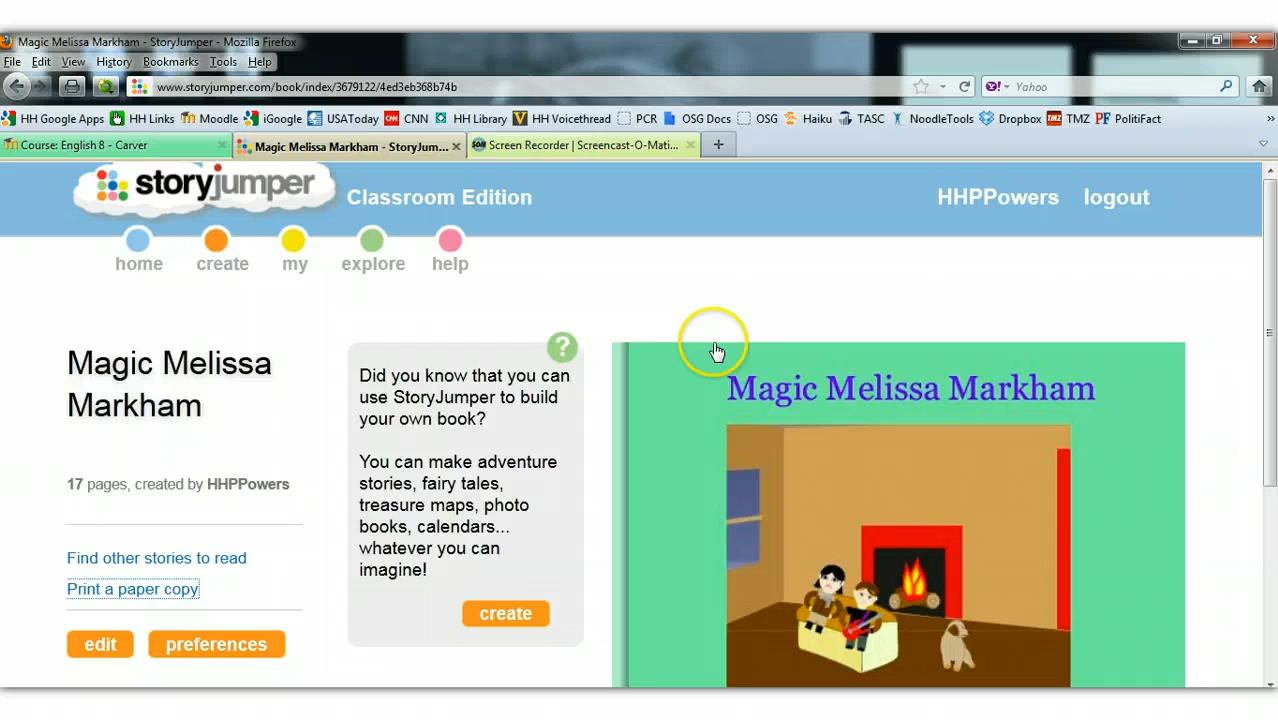 Magic Melissa Markham - StoryJumper - Mozilla Firefox
File Edit View History Bookmarks Tools Help
www.storyjumper.com/book/index/3679122/4ed3eb368b74b
Yahoo
HH Google Apps HH Links Moodle iGoogle USAToday CNN HH Library HH Voicethread PCR OSG Docs OSG Haiku TASC NoodleTools Dropbox TMZ PolitiFact »
Course: English 8 - Carver
Magic Melissa Markham - StoryJum...
Screen Recorder | Screencast-O-Mati...
storyjumper
Classroom Edition
HHPPowers logout
home create my explore help
Magic Melissa
Markham
17 pages, created by HHPPowers
Find other stories to read
Print a paper copy
edit preferences
?
Did you know that you can
use StoryJumper to build
your own book?
You can make adventure
stories, fairy tales,
treasure maps, photo
books, calendars...
whatever you can
imagine!
create
Magic Melissa Markham